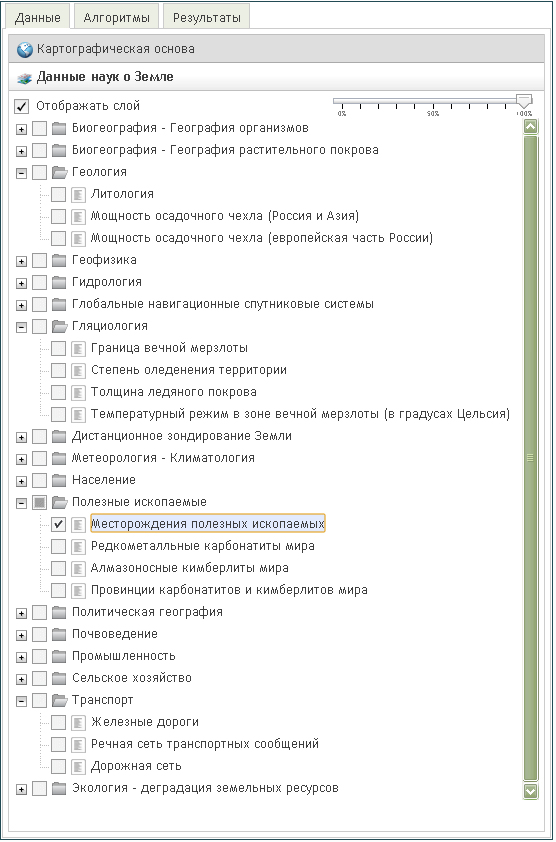 Данные Алгоритмы Результаты
Картографическая основа
Данные наук о Земле
Отображать слой
0% 50% 100%
Биогеография - География организмов
Биогеография - География растительного покрова
Геология
Литология
Мощность осадочного чехла (Россия и Азия)
Мощность осадочного чехла (европейская часть России)
Геофизика
Гидрология
Глобальные навигационные спутниковые системы
Гляциология
Граница вечной мерзлоты
Степень оледенения территории
Толщина ледяного покрова
Температурный режим в зоне вечной мерзлоты (в градусах Цельсия)
Дистанционное зондирование Земли
Метеорология - Климатология
Население
Полезные ископаемые
Месторождения полезных ископаемых
Редкометалльные карбонатиты мира
Алмазоносные кимберлиты мира
Провинции карбонатитов и кимберлитов мира
Политическая география
Почвоведение
Промышленность
Сельское хозяйство
Транспорт
Железные дороги
Речная сеть транспортных сообщений
Дорожная сеть
Экология - деградация земельных ресурсов